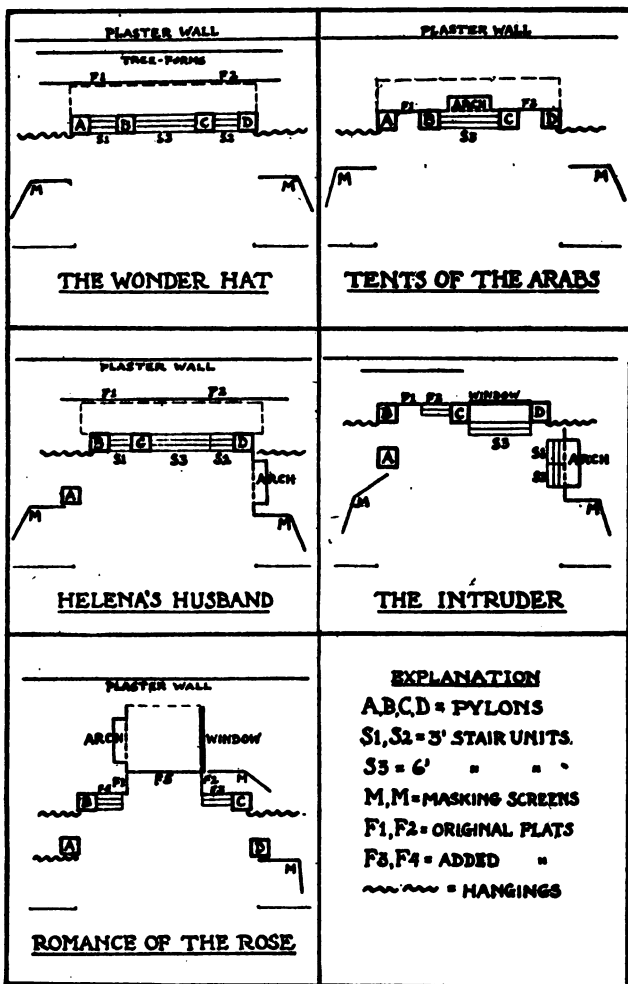 PLASTER WALL
TREE-FORMS
F1 F2
A B C D
S1 S3 S2
M M
THE WONDER HAT
PLASTER WALL
F1 ARCH F2
A B C D
S3
M M
TENTS OF THE ARABS
PLASTER WALL
F1 F2
B C D
S1 S3 S2
ARCH
A
M M
HELENA'S HUSBAND
WINDOW
F1 F2
B C D
S3
S1 ARCH
A
S2
M M
THE INTRUDER
PLASTER WALL
ARCH WINDOW
F2 M
B C
A D
M
ROMANCE OF THE ROSE
EXPLANATION
A,B,C,D = PYLONS
S1, S2 = 3' STAIR UNITS.
S3 = 6' " " "
M, M = MASKING SCREENS
F1, F2 = ORIGINAL FLATS
F3, F4 = ADDED "
= HANGINGS